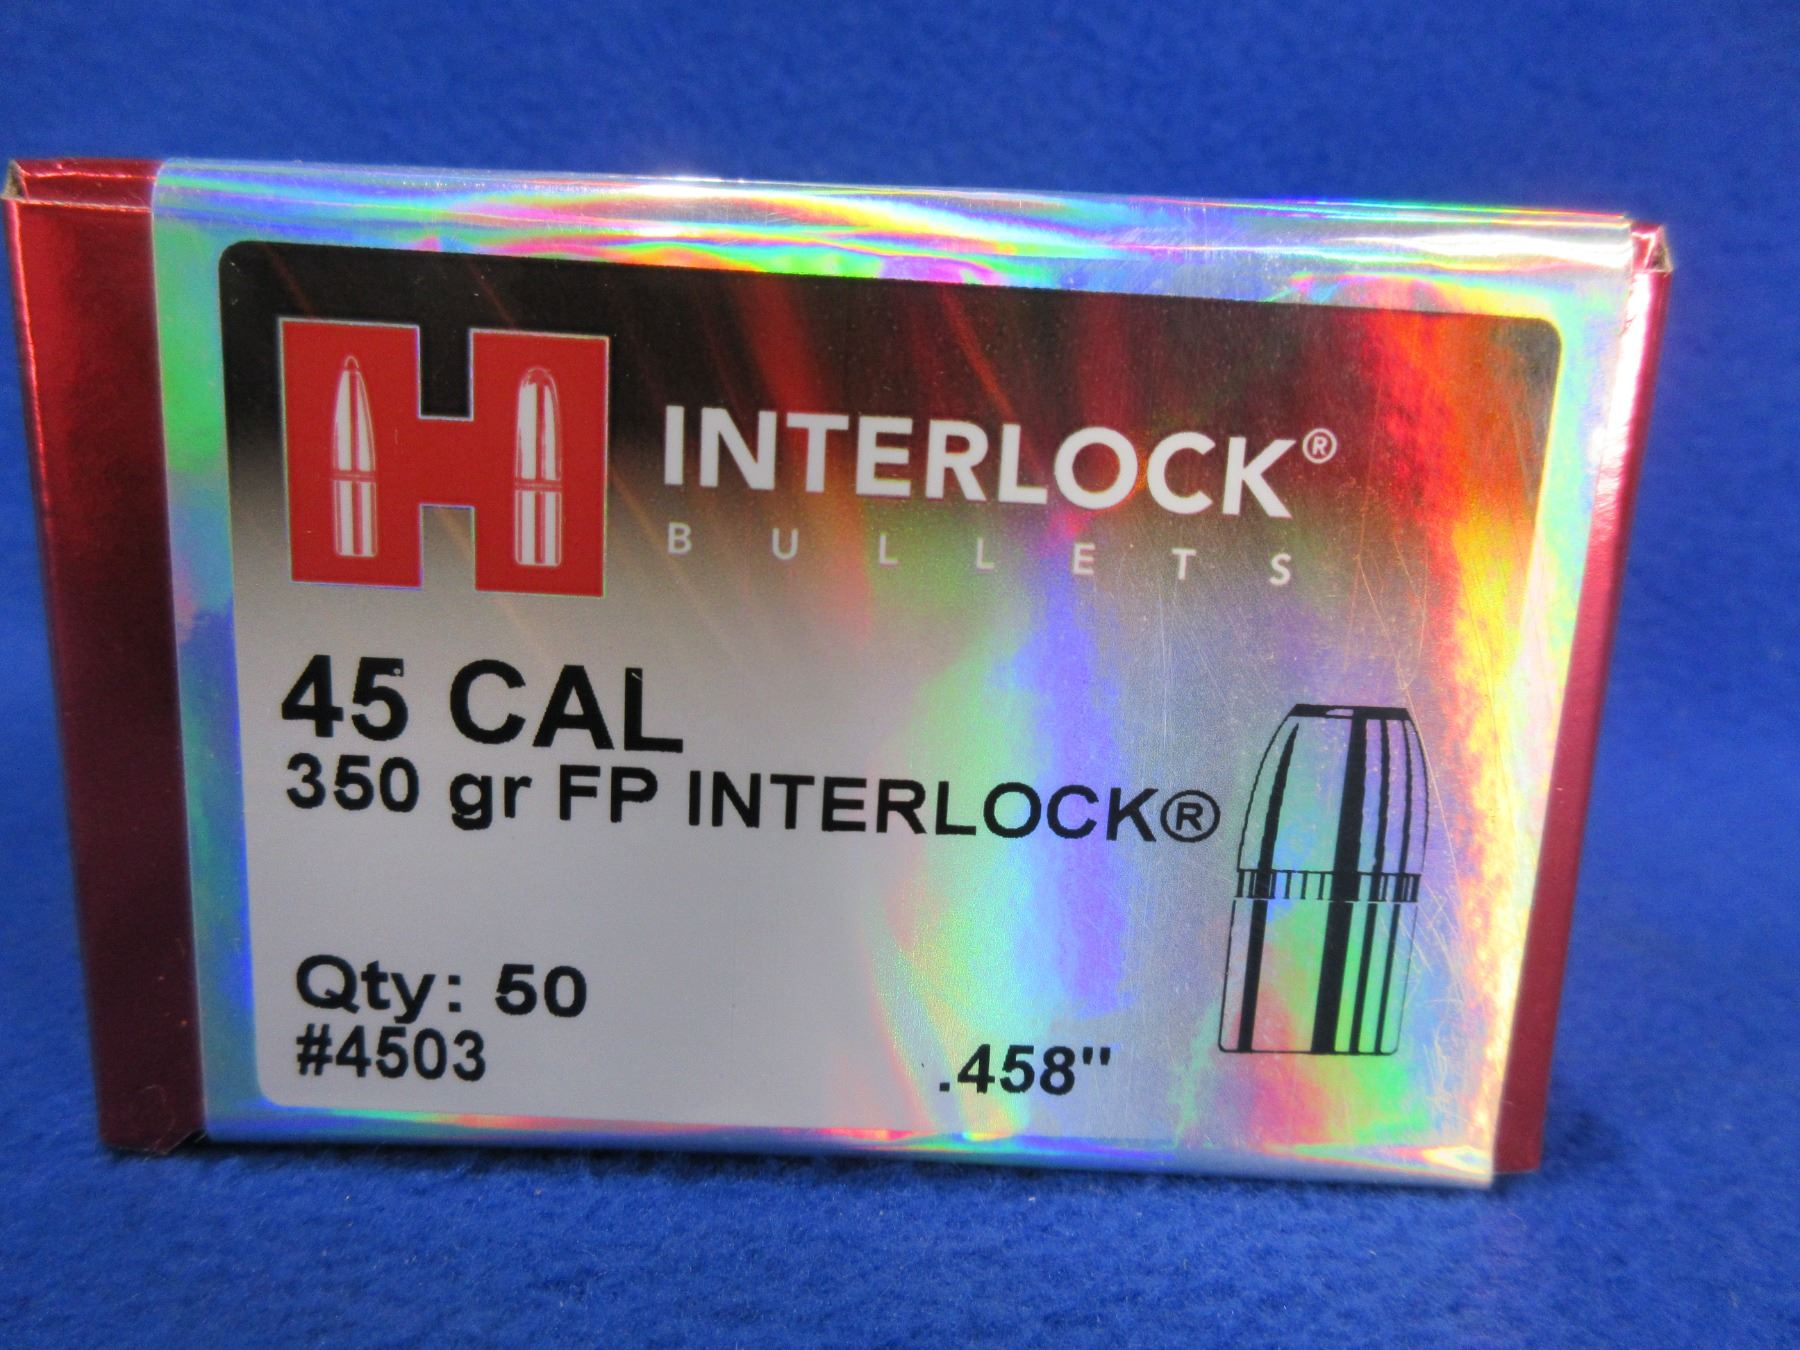 H
INTERLOCK®
BULLETS
45 CAL
350 gr FP INTERLOCK®
Qty: 50
#4503
.458"